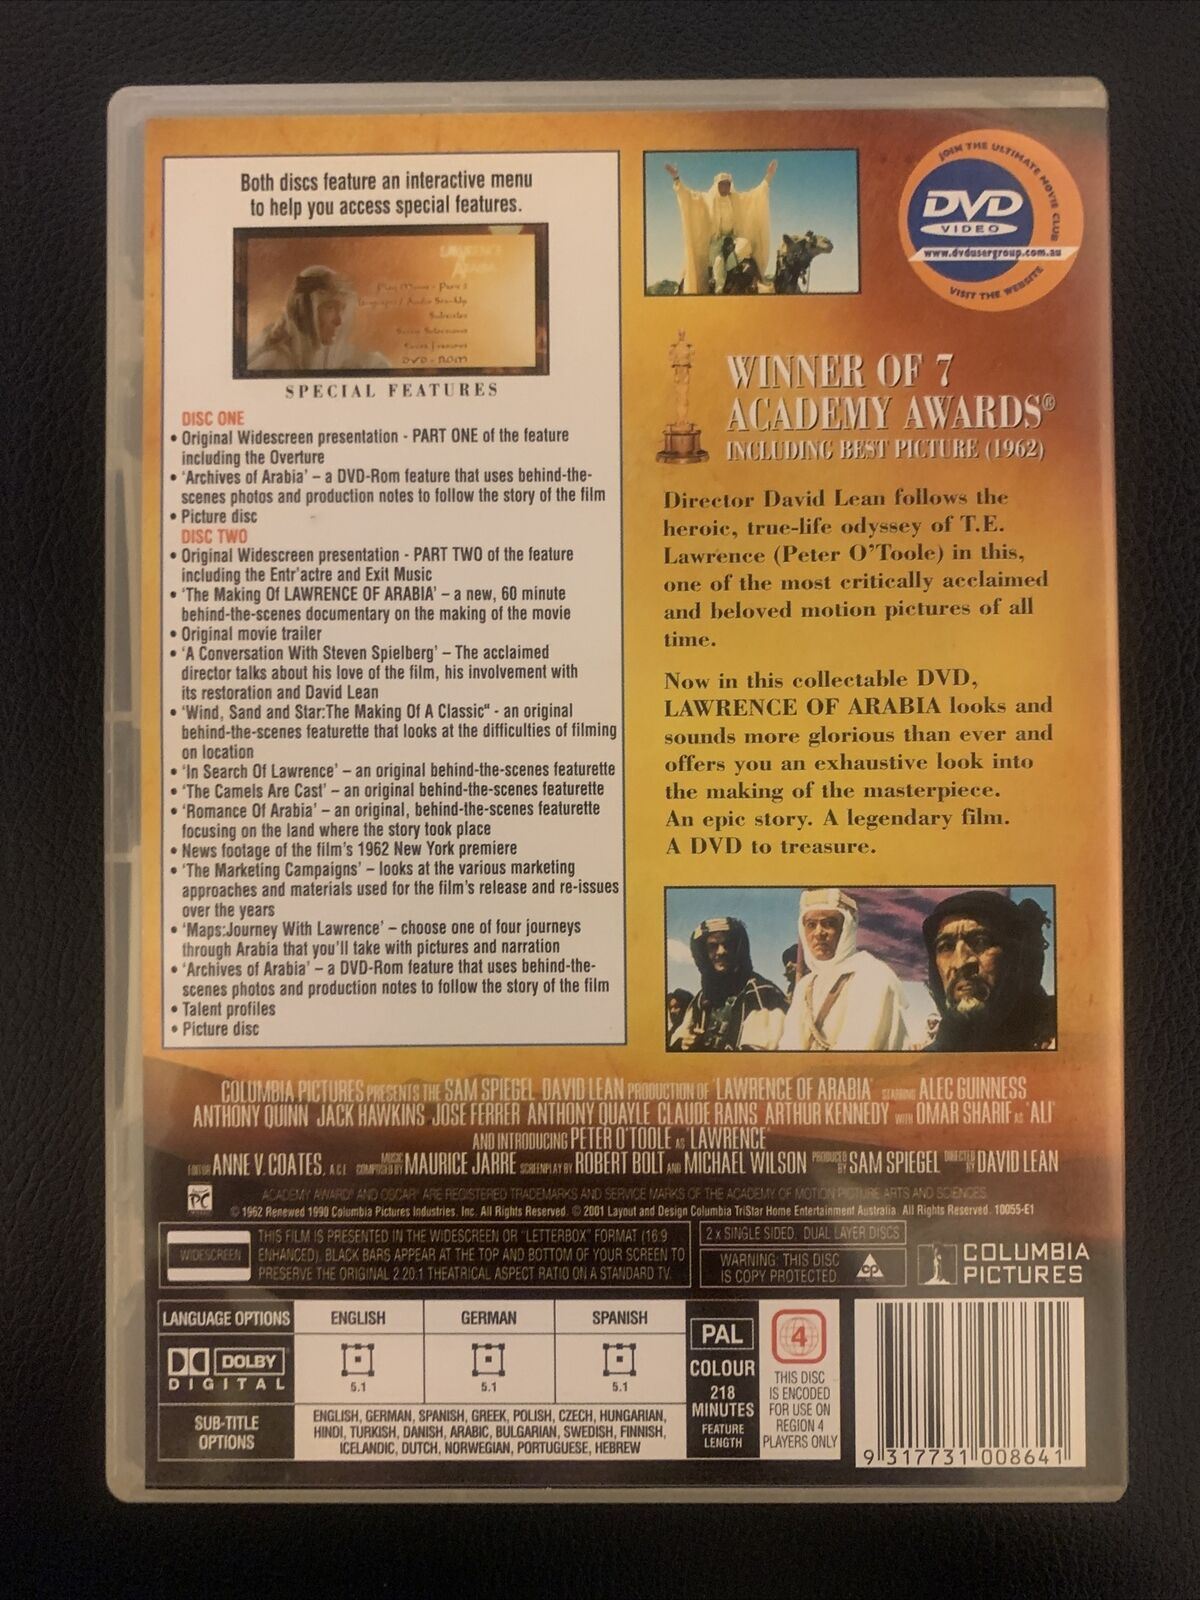 Both discs feature an interactive menu
to help you access special features.
LAWRENCE
ARABIA
Play Movie - Part 2
Subtitles
DVD-ROM
SPECIAL FEATURES
DISC ONE
• Original Widescreen presentation - PART ONE of the feature
including the Overture
• 'Archives of Arabia' – a DVD-Rom feature that uses behind-the-
scenes photos and production notes to follow the story of the film
• Picture disc
DISC TWO
• Original Widescreen presentation - PART TWO of the feature
including the Entr'actre and Exit Music
• 'The Making Of LAWRENCE OF ARABIA' – a new, 60 minute
behind-the-scenes documentary on the making of the movie
• Original movie trailer
• 'A Conversation With Steven Spielberg' – The acclaimed
director talks about his love of the film, his involvement with
its restoration and David Lean
• 'Wind, Sand and Star:The Making Of A Classic" - an original
behind-the-scenes featurette that looks at the difficulties of filming
on location
• 'In Search Of Lawrence' – an original behind-the-scenes featurette
• 'The Camels Are Cast' – an original behind-the-scenes featurette
• 'Romance Of Arabia' – an original, behind-the-scenes featurette
focusing on the land where the story took place
• News footage of the film's 1962 New York premiere
• 'The Marketing Campaigns' – looks at the various marketing
approaches and materials used for the film's release and re-issues
over the years
• 'Maps:Journey With Lawrence' – choose one of four journeys
through Arabia that you'll take with pictures and narration
• 'Archives of Arabia' – a DVD-Rom feature that uses behind-the-
scenes photos and production notes to follow the story of the film
• Talent profiles
• Picture disc
JOIN THE ULTIMATE MOVIE CLUB
DVD
VIDEO
www.dvdusergroup.com.au
VISIT THE WEBSITE
WINNER OF 7
ACADEMY AWARDS®
INCLUDING BEST PICTURE (1962)
Director David Lean follows the
heroic, true-life odyssey of T.E.
Lawrence (Peter O'Toole) in this,
one of the most critically acclaimed
and beloved motion pictures of all
time.
Now in this collectable DVD,
LAWRENCE OF ARABIA looks and
sounds more glorious than ever and
offers you an exhaustive look into
the making of the masterpiece.
An epic story. A legendary film.
A DVD to treasure.
COLUMBIA PICTURES PRESENTS THE SAM SPIEGEL DAVID LEAN PRODUCTION OF 'LAWRENCE OF ARABIA' STARRING ALEC GUINNESS
ANTHONY QUINN JACK HAWKINS JOSE FERRER ANTHONY QUAYLE CLAUDE RAINS ARTHUR KENNEDY WITH OMAR SHARIF AS 'ALI'
AND INTRODUCING PETER O'TOOLE AS 'LAWRENCE'
EDITOR ANNE V. COATES, A.C.E. MUSIC COMPOSED BY MAURICE JARRE SCREENPLAY BY ROBERT BOLT AND MICHAEL WILSON PRODUCED BY SAM SPIEGEL DIRECTED BY DAVID LEAN
PC
ACADEMY AWARD® AND OSCAR® ARE REGISTERED TRADEMARKS AND SERVICE MARKS OF THE ACADEMY OF MOTION PICTURE ARTS AND SCIENCES.
© 1962 Renewed 1990 Columbia Pictures Industries, Inc. All Rights Reserved. © 2001 Layout and Design Columbia TriStar Home Entertainment Australia. All Rights Reserved. 10055-E1
WIDESCREEN
THIS FILM IS PRESENTED IN THE WIDESCREEN OR "LETTERBOX" FORMAT (16:9
ENHANCED). BLACK BARS APPEAR AT THE TOP AND BOTTOM OF YOUR SCREEN TO
PRESERVE THE ORIGINAL 2.20:1 THEATRICAL ASPECT RATIO ON A STANDARD TV.
2 x SINGLE SIDED, DUAL LAYER DISCS
WARNING: THIS DISC
IS COPY PROTECTED
cp
COLUMBIA
PICTURES
LANGUAGE OPTIONS
ENGLISH
GERMAN
SPANISH
DOLBY
DIGITAL
5.1
5.1
5.1
SUB-TITLE
OPTIONS
ENGLISH, GERMAN, SPANISH, GREEK, POLISH, CZECH, HUNGARIAN,
HINDI, TURKISH, DANISH, ARABIC, BULGARIAN, SWEDISH, FINNISH,
ICELANDIC, DUTCH, NORWEGIAN, PORTUGUESE, HEBREW
PAL
COLOUR
218
MINUTES
FEATURE
LENGTH
4
THIS DISC
IS ENCODED
FOR USE ON
REGION 4
PLAYERS ONLY
9 317731 008641